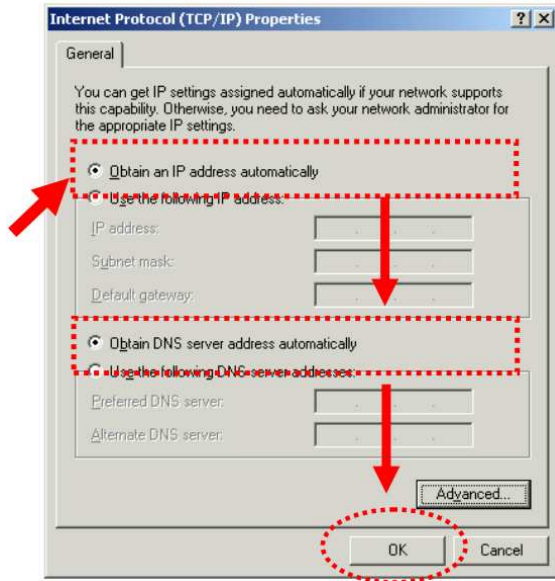 Internet Protocol (TCP/IP) Properties
General
You can get IP settings assigned automatically if your network supports
this capability. Otherwise, you need to ask your network administrator for
the appropriate IP settings.
Obtain an IP address automatically
Use the following IP address:
IP address:
Subnet mask:
Default gateway:
Obtain DNS server address automatically
Use the following DNS server addresses:
Preferred DNS server:
Alternate DNS server:
Advanced...
OK Cancel